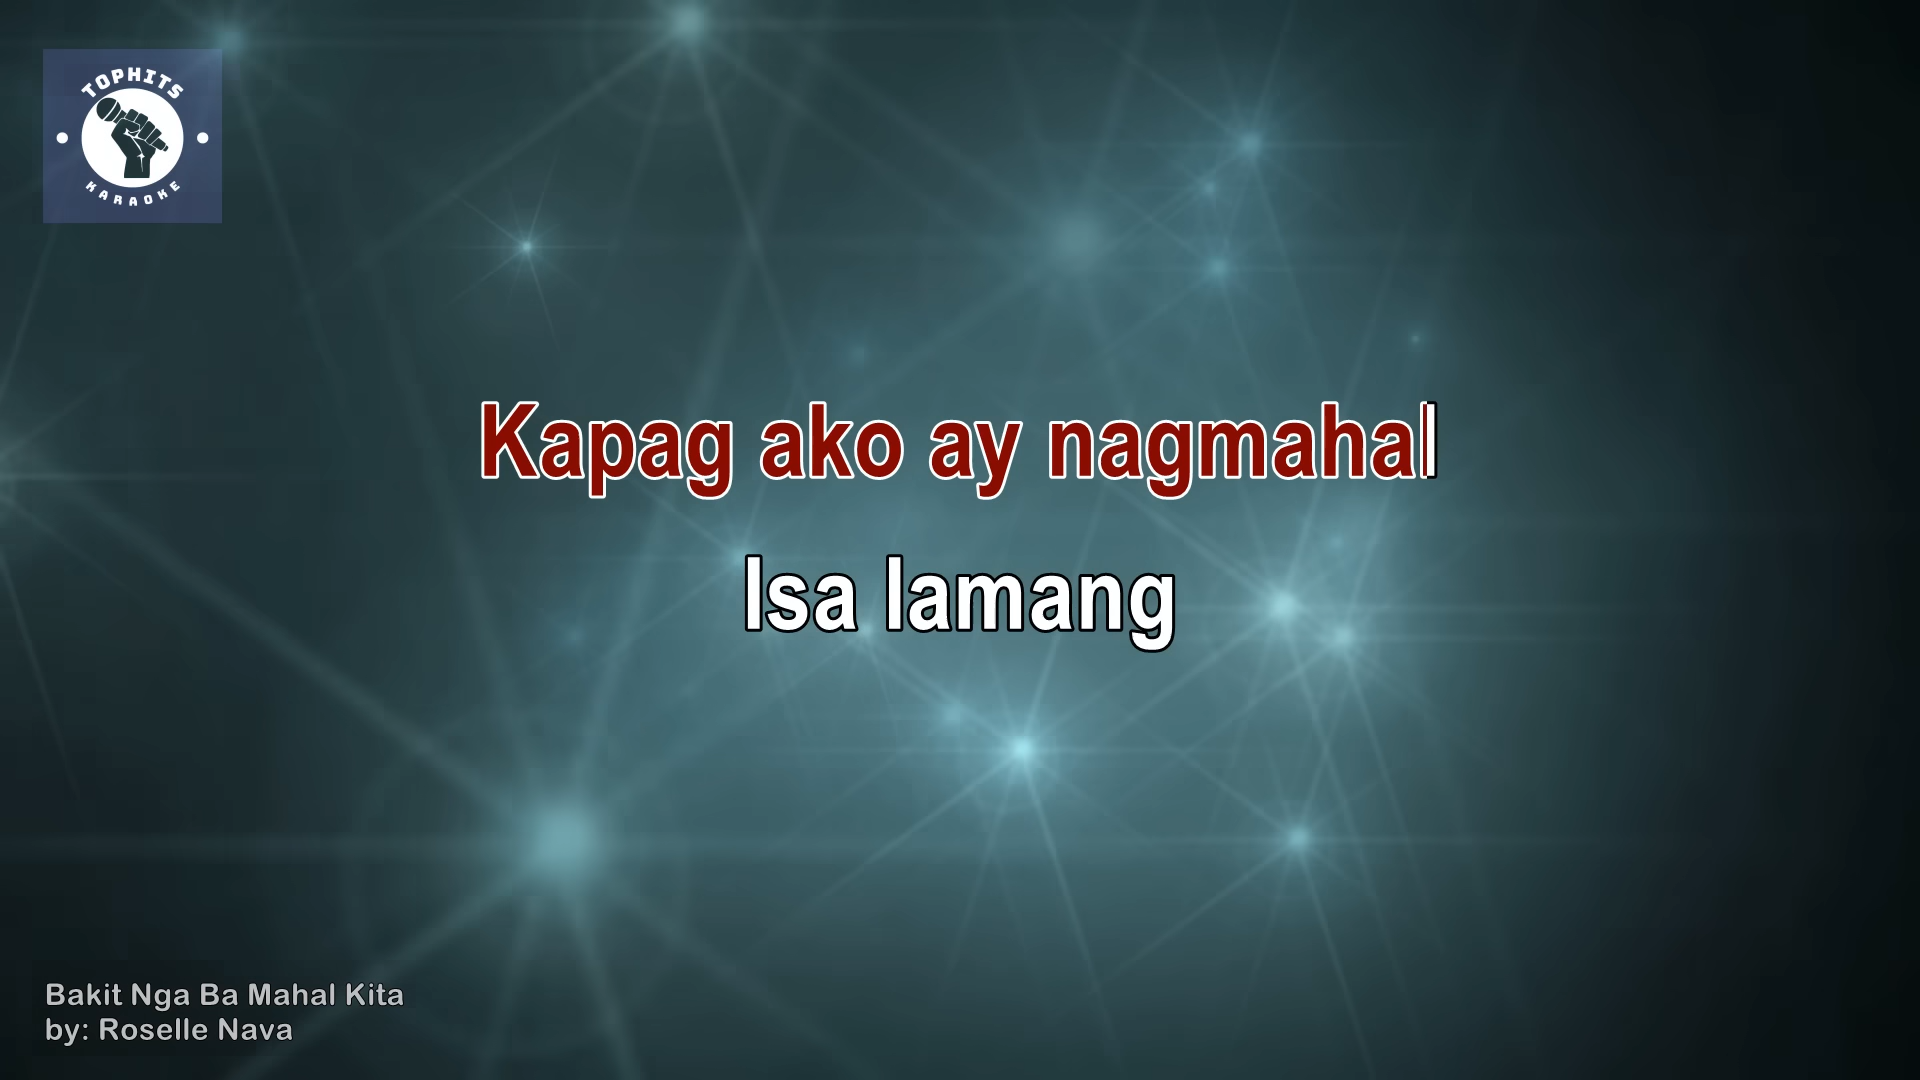 TOPHITS
KARAOKE
Kapag ako ay nagmahal
Isa lamang
Bakit Nga Ba Mahal Kita
by: Roselle Nava